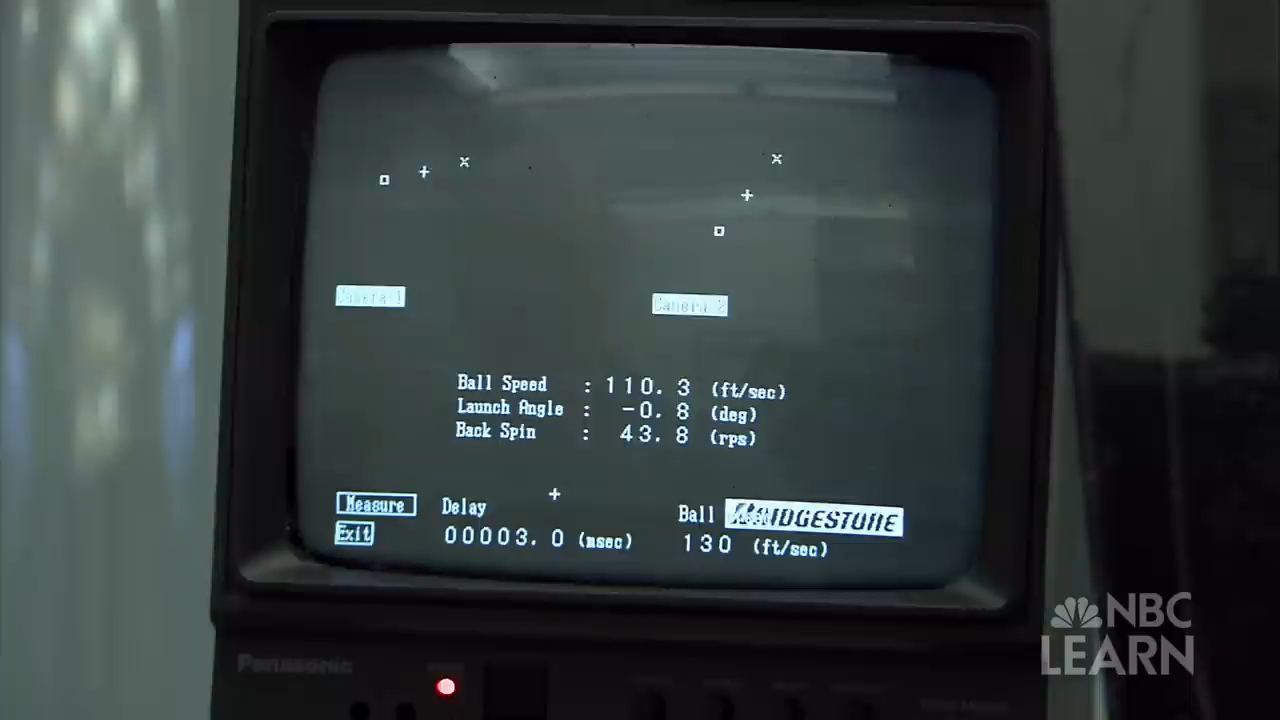 Camera 1
Camera 2
Ball Speed : 110.3 (ft/sec)
Launch Angle : -0.8 (deg)
Back Spin : 43.8 (rps)
Measure
Delay
Ball
BRIDGESTONE
Exit
00003.0 (msec)
130 (ft/sec)
Panasonic
NBC
LEARN